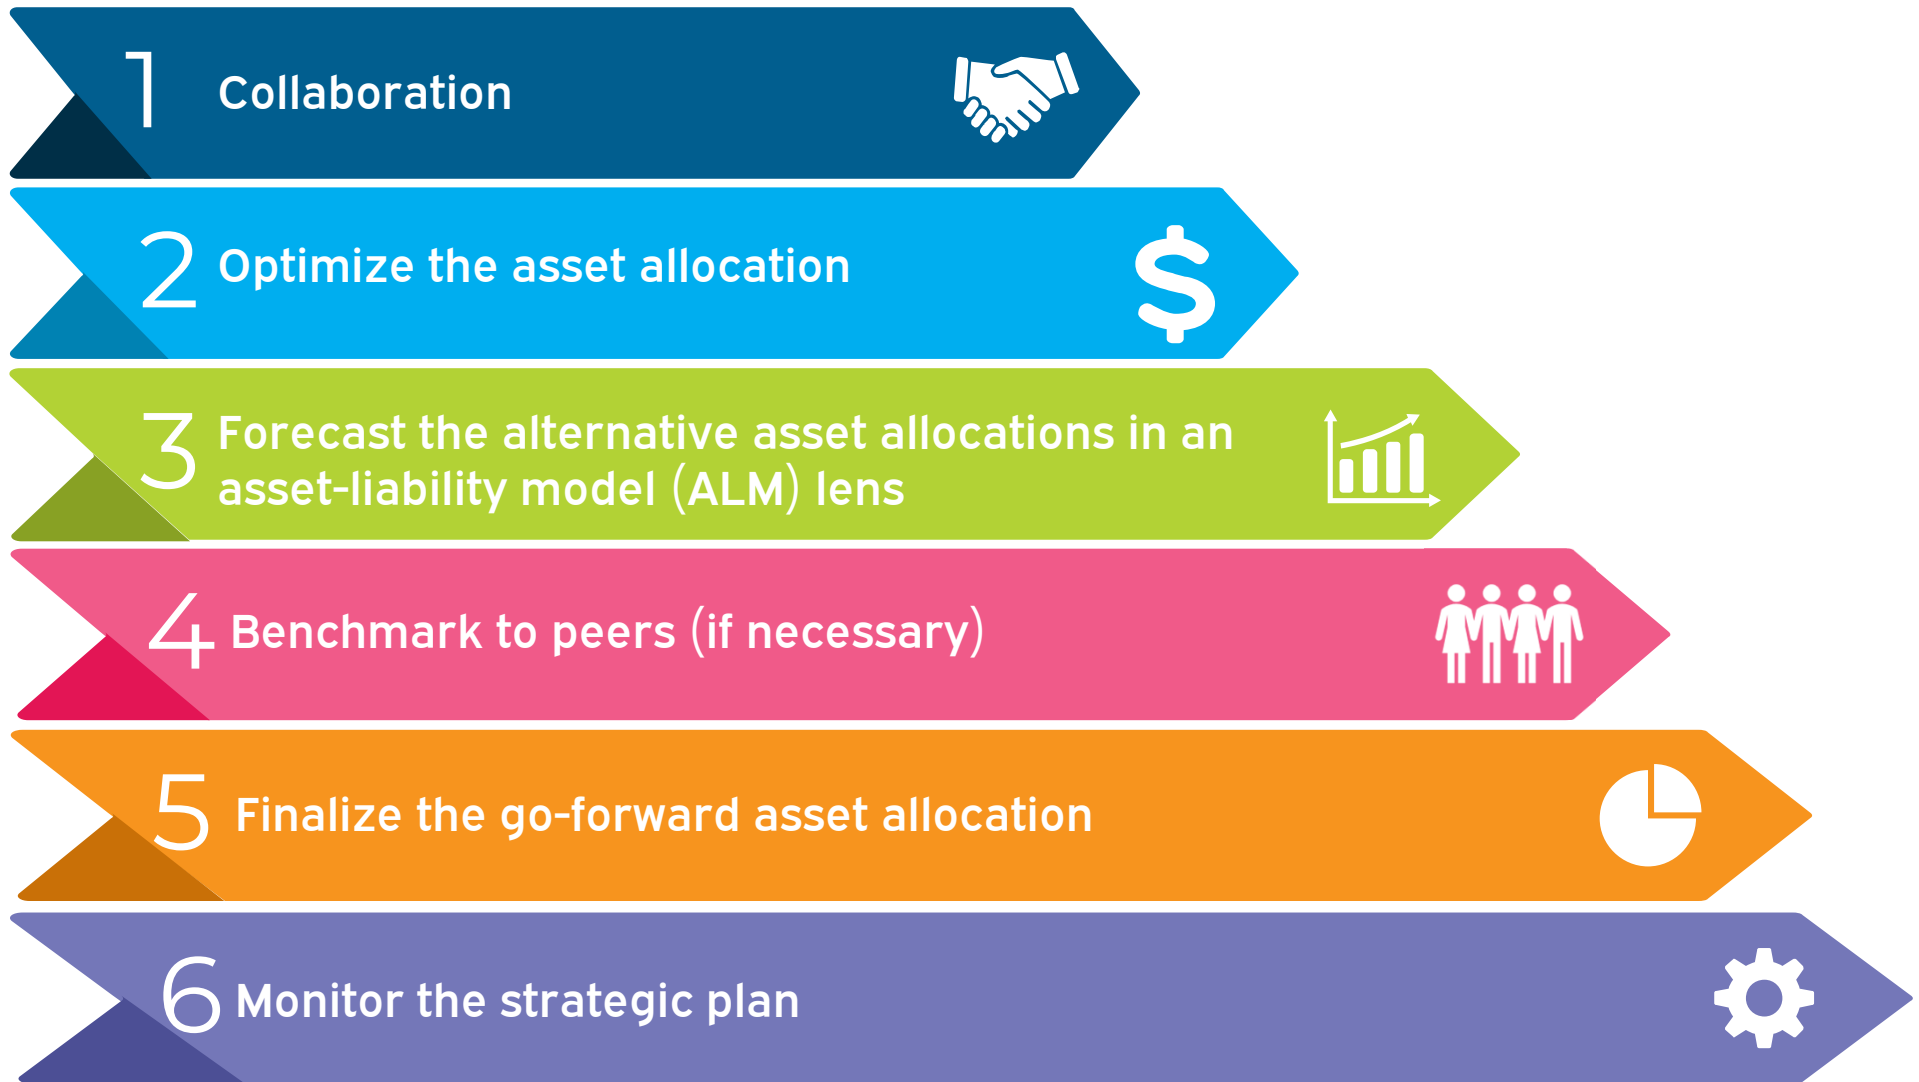 1 Collaboration
2 Optimize the asset allocation
3 Forecast the alternative asset allocations in an
asset-liability model (ALM) lens
4 Benchmark to peers (if necessary)
5 Finalize the go-forward asset allocation
6 Monitor the strategic plan